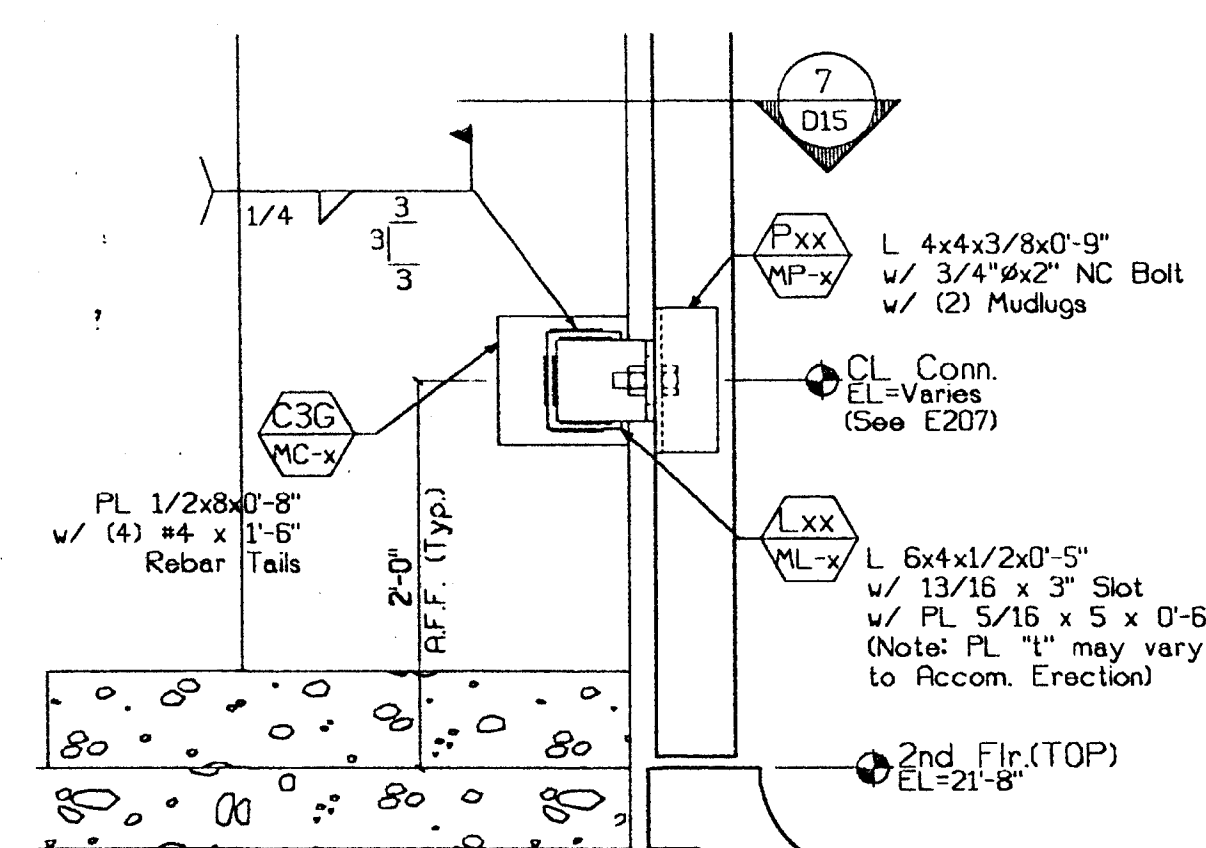 7
D15
1/4
3
3
3
Pxx
MP-x
L 4x4x3/8x0'-9"
w/ 3/4"Øx2" NC Bolt
w/ (2) Mudlugs
CL Conn.
EL=Varies
(See E207)
C3G
MC-x
PL 1/2x8x0'-8"
w/ (4) #4 x 1'-6"
Rebar Tails
2'-0"
A.F.F. (Typ.)
Lxx
ML-x
L 6x4x1/2x0'-5"
w/ 13/16 x 3" Slot
w/ PL 5/16 x 5 x 0'-6
(Note: PL "t" may vary
to Accom. Erection)
2nd Flr.(TOP)
EL=21'-8"